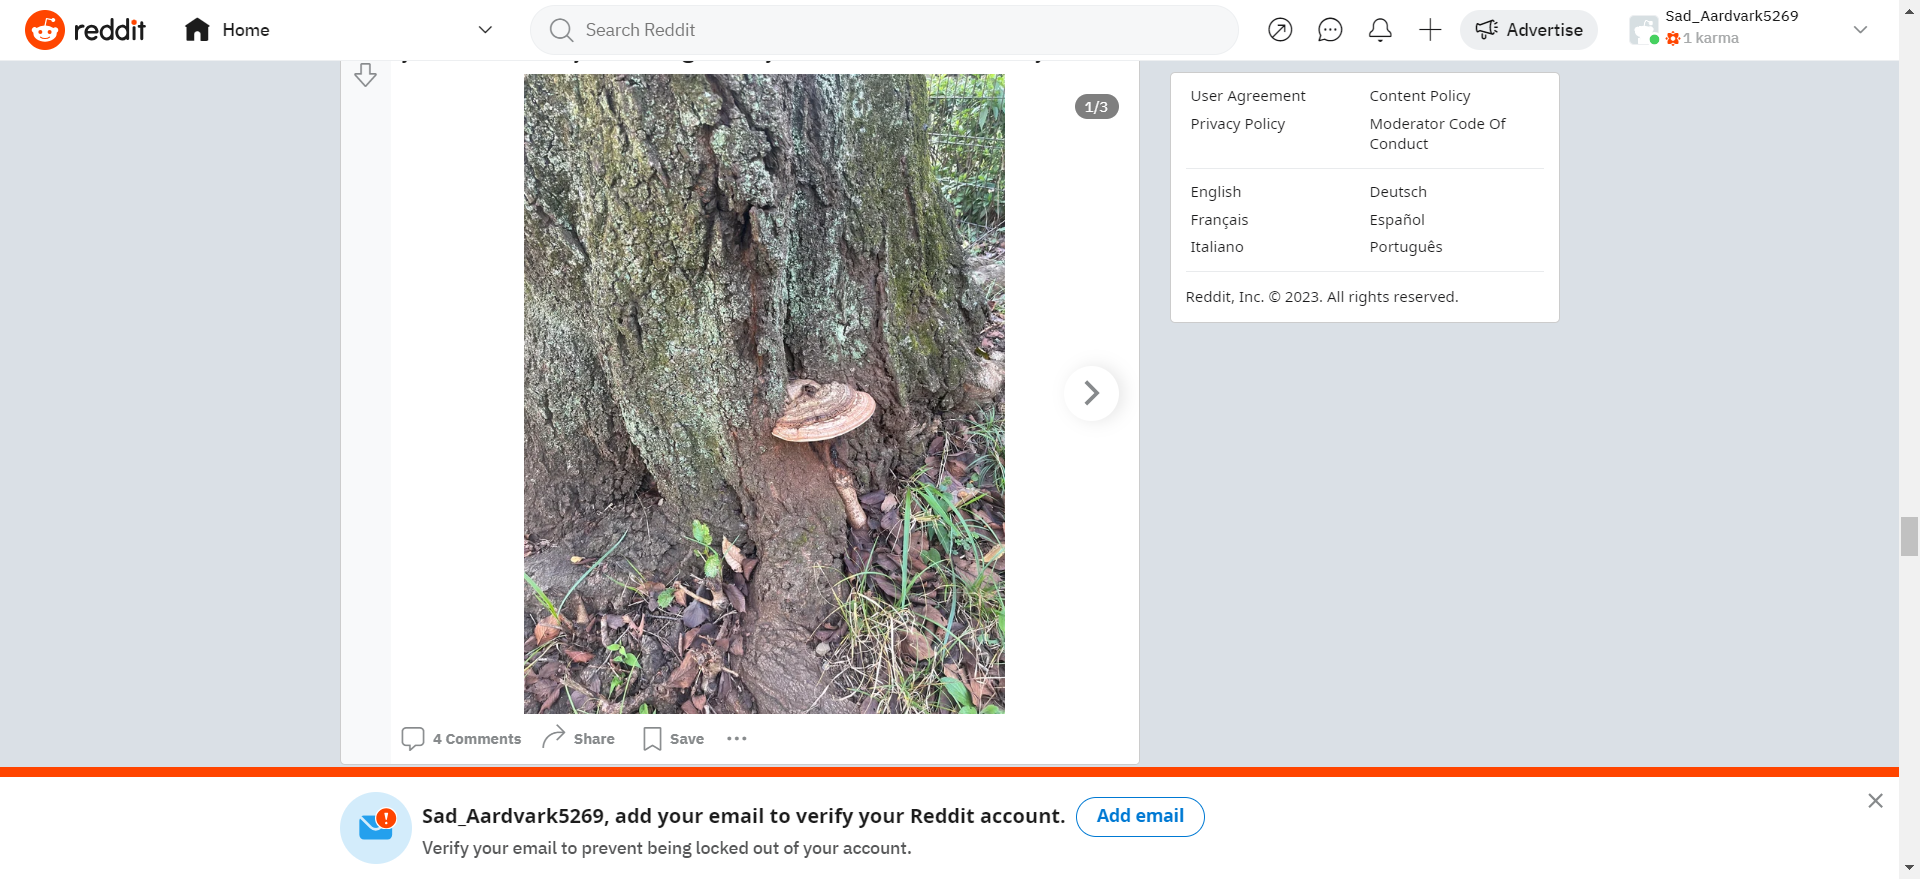 reddit
Home
Search Reddit
Advertise
Sad_Aardvark5269
1 karma
1/3
User Agreement
Content Policy
Privacy Policy
Moderator Code Of
Conduct
English
Deutsch
Français
Español
Italiano
Português
Reddit, Inc. © 2023. All rights reserved.
4 Comments
Share
Save
Sad_Aardvark5269, add your email to verify your Reddit account.
Add email
Verify your email to prevent being locked out of your account.